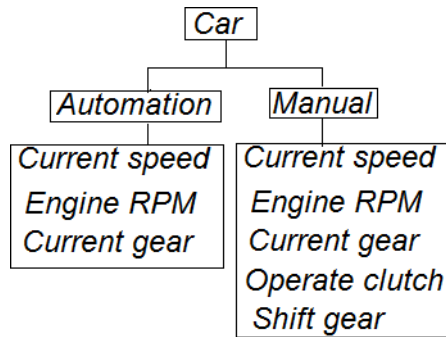 Car
Automation
Manual
Current speed
Engine RPM
Current gear
Current speed
Engine RPM
Current gear
Operate clutch
Shift gear